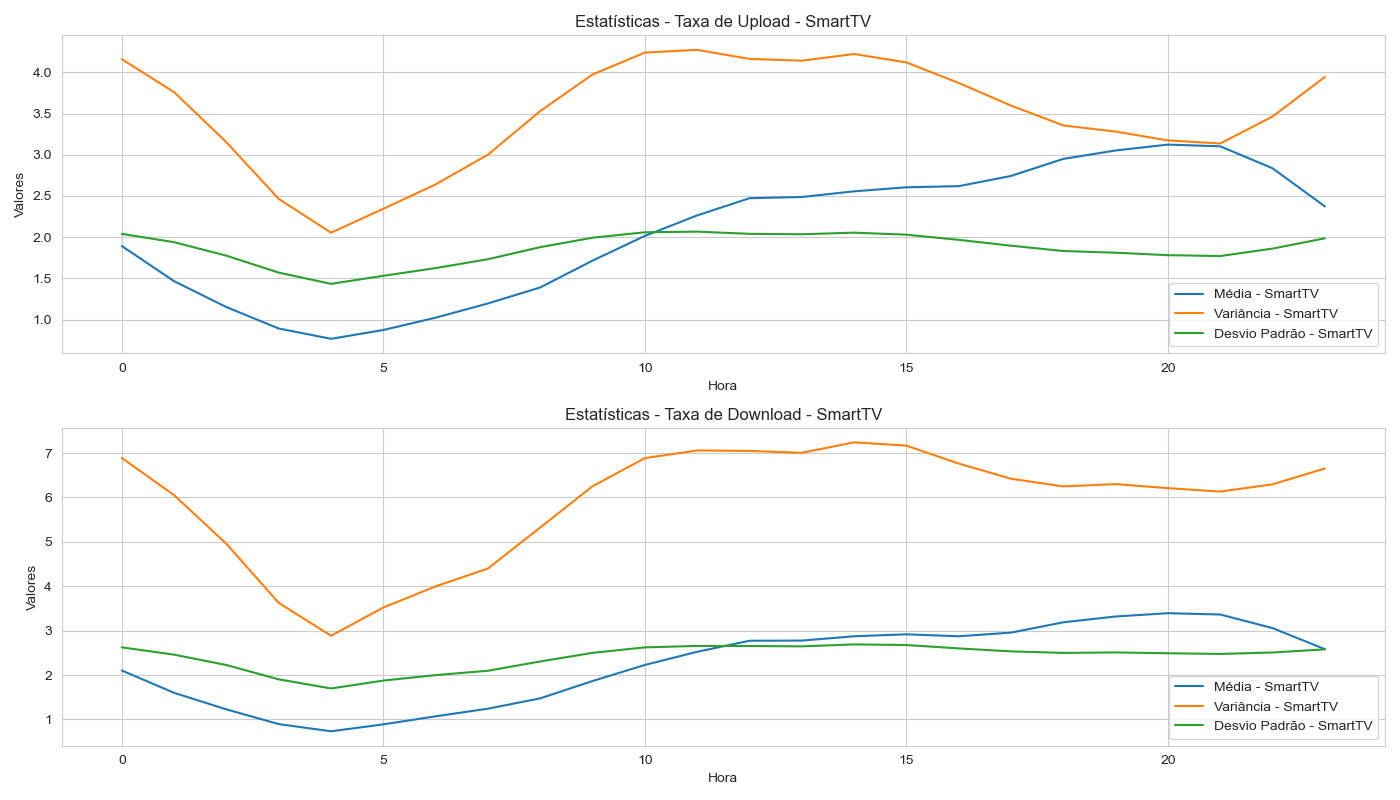 Estatísticas - Taxa de Upload - SmartTV
4.0
3.5
3.0
2.5
2.0
1.5
1.0
Valores
0 5 10 15 20
Hora
Média - SmartTV
Variância - SmartTV
Desvio Padrão - SmartTV
Estatísticas - Taxa de Download - SmartTV
7
6
5
4
3
2
1
Valores
0 5 10 15 20
Hora
Média - SmartTV
Variância - SmartTV
Desvio Padrão - SmartTV